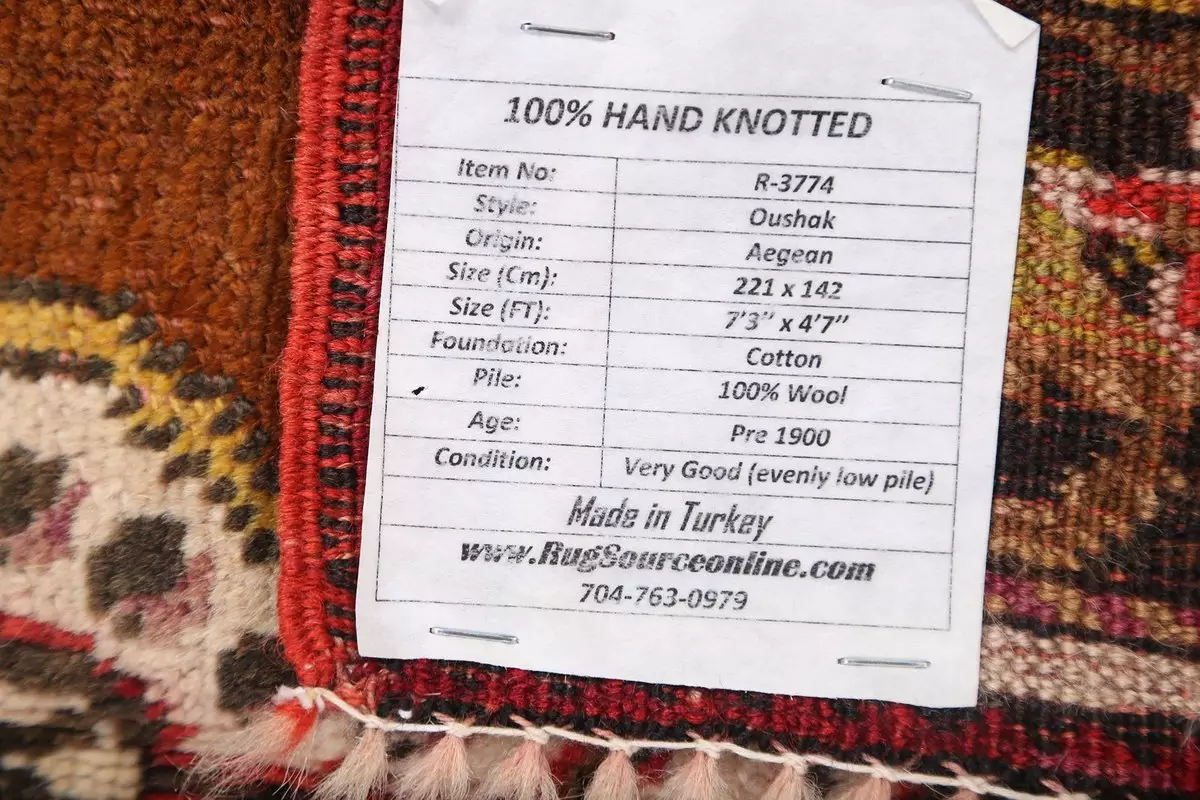 100% HAND KNOTTED
Item No: R-3774
Style: Oushak
Origin: Aegean
Size (Cm): 221 x 142
Size (FT): 7'3" x 4'7"
Foundation: Cotton
Pile: 100% Wool
Age: Pre 1900
Condition: Very Good (evenly low pile)
Made in Turkey
www.RugSourceonline.com
704-763-0979